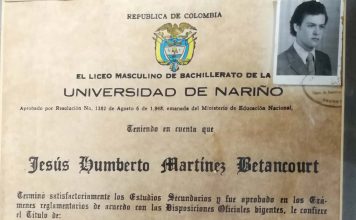 REPUBLICA DE COLOMBIA
EL LICEO MASCULINO DE BACHILLERATO DE LA
UNIVERSIDAD DE NARIÑO
Aprobado por Resolución No. 1382 de Agosto 6 de 1.968, emanada del Ministerio de Educación Nacional,
Teniendo en cuenta que
Jesús Humberto Martínez Betancourt
Terminó satisfactoriamente los Estudios Secundarios y fue aprobado en los Exá-
menes reglamentarios de acuerdo con las Disposiciones Oficiales bigentes, le confiere
el Título de: